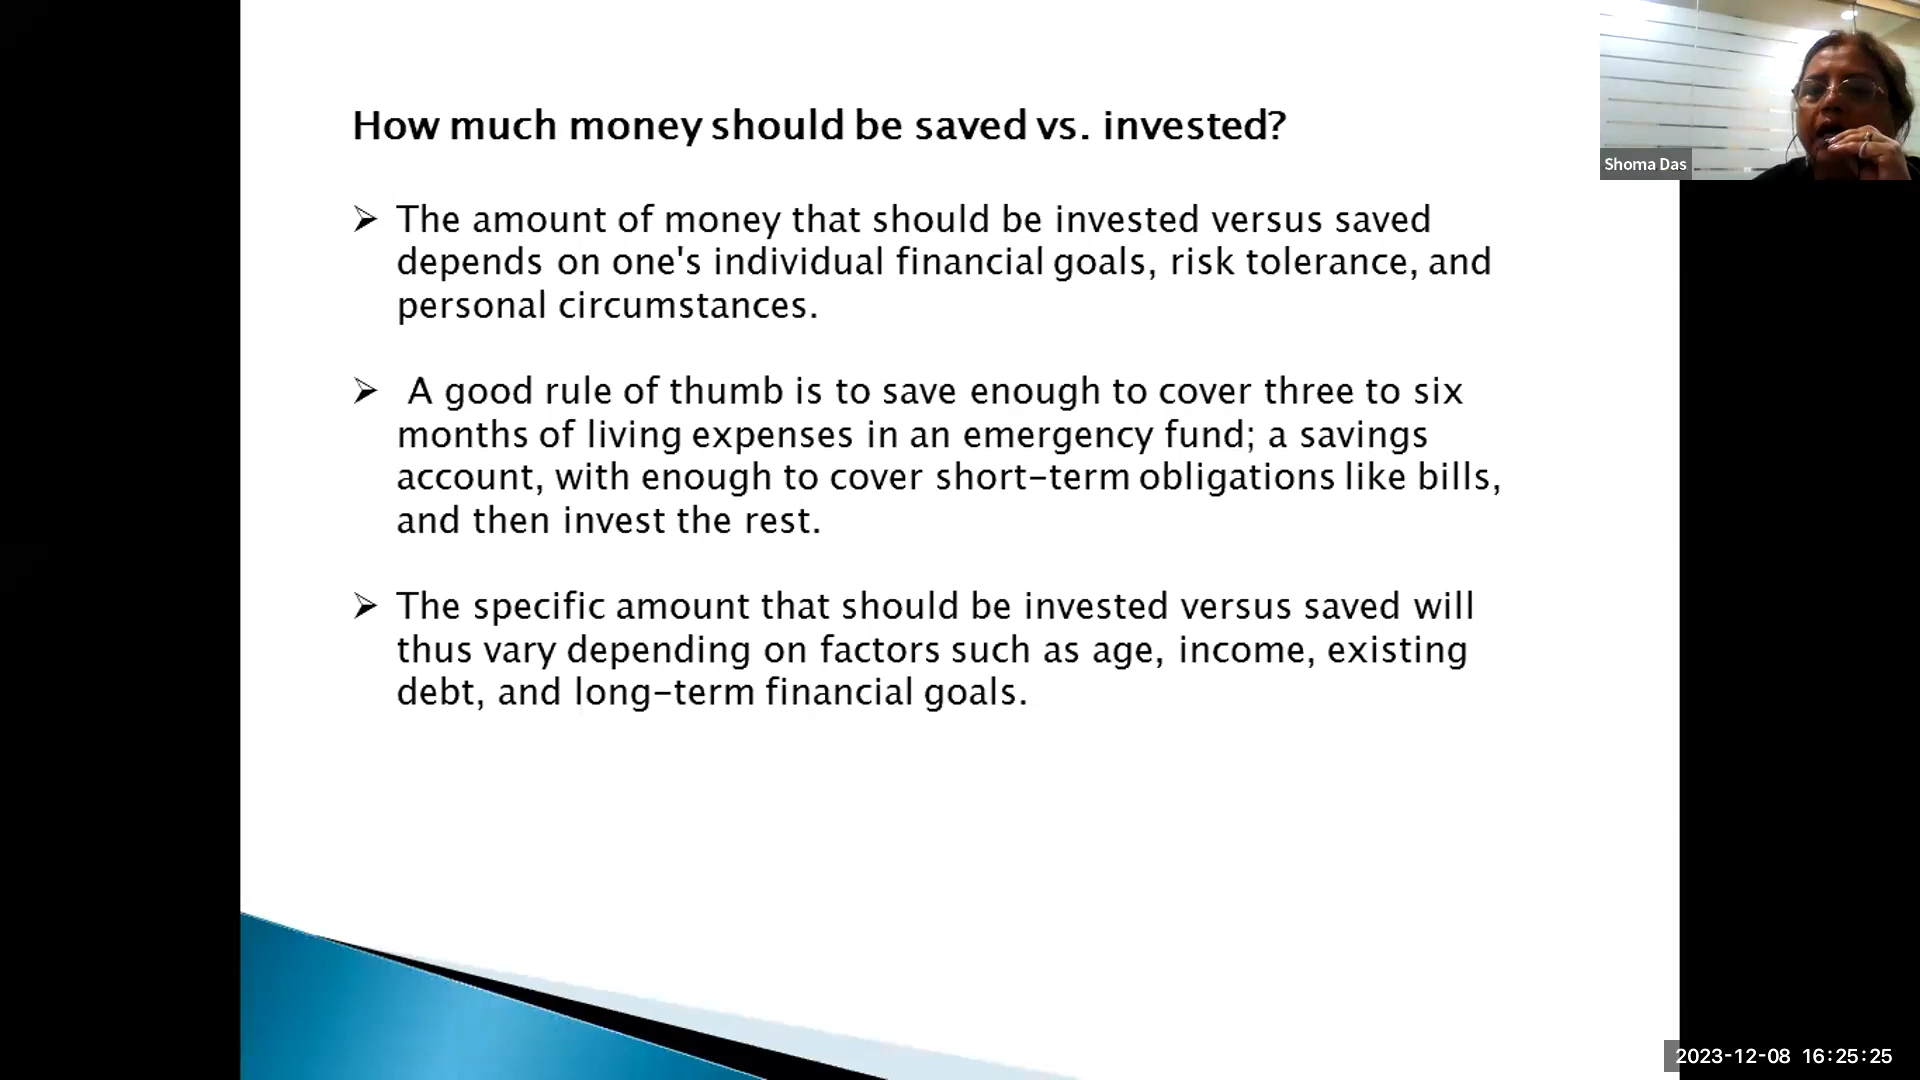 How much money should be saved vs. invested?
➢ The amount of money that should be invested versus saved
depends on one's individual financial goals, risk tolerance, and
personal circumstances.
➢ A good rule of thumb is to save enough to cover three to six
months of living expenses in an emergency fund; a savings
account, with enough to cover short-term obligations like bills,
and then invest the rest.
➢ The specific amount that should be invested versus saved will
thus vary depending on factors such as age, income, existing
debt, and long-term financial goals.
Shoma Das
2023-12-08 16:25:25